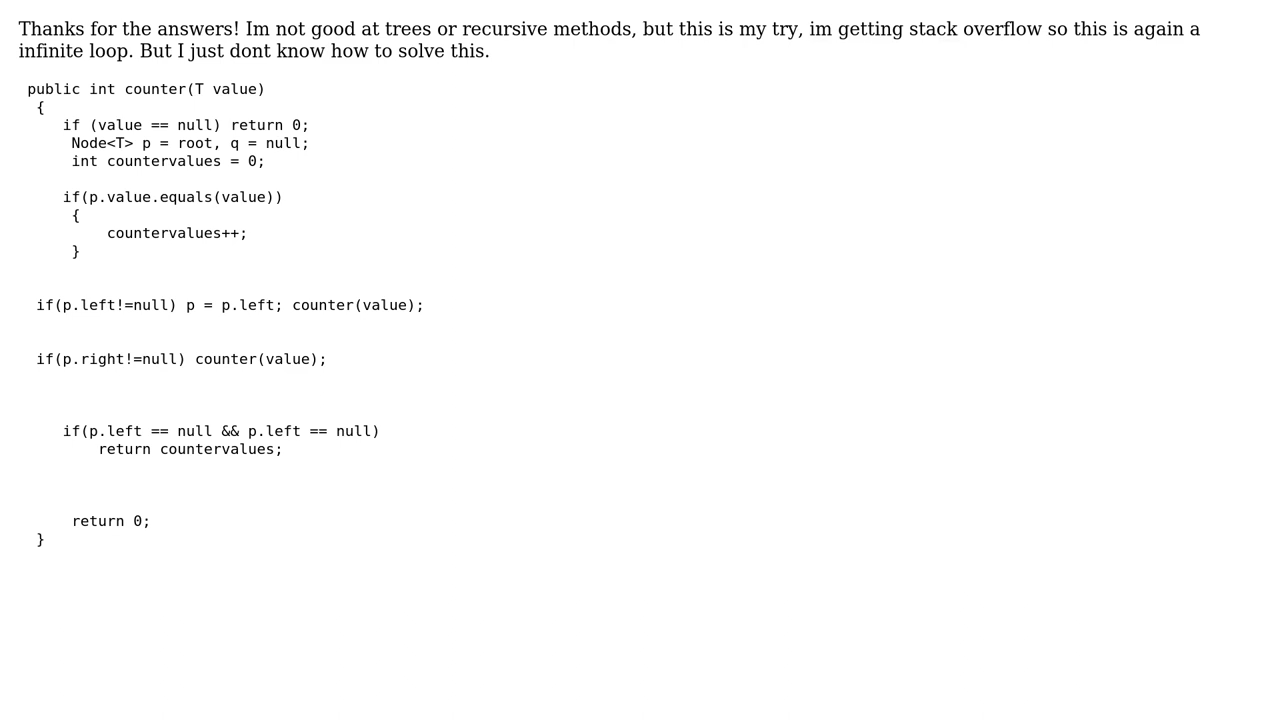 Thanks for the answers! Im not good at trees or recursive methods, but this is my try, im getting stack overflow so this is again a
infinite loop. But I just dont know how to solve this.
public int counter(T value)
{
if (value == null) return 0;
Node<T> p = root, q = null;
int countervalues = 0;
if(p.value.equals(value))
{
countervalues++;
}
if(p.left!=null) p = p.left; counter(value);
if(p.right!=null) counter(value);
if(p.left == null && p.left == null)
return countervalues;
return 0;
}